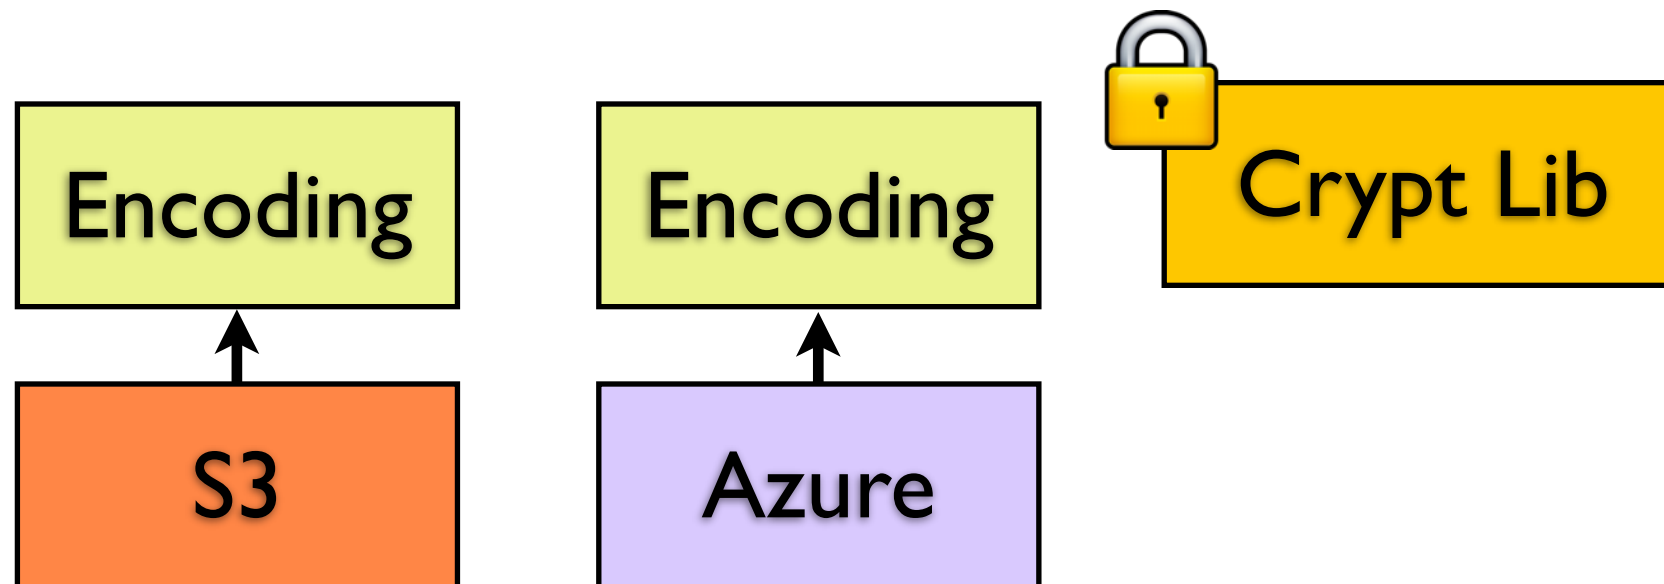 Encoding
Encoding
Crypt Lib
S3
Azure